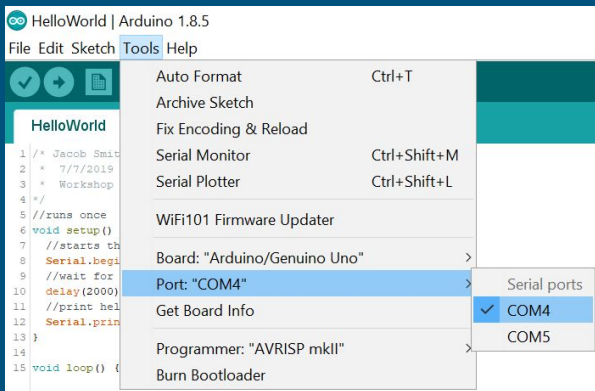 HelloWorld | Arduino 1.8.5
File Edit Sketch Tools Help
Auto Format Ctrl+T
Archive Sketch
Fix Encoding & Reload
Serial Monitor Ctrl+Shift+M
Serial Plotter Ctrl+Shift+L
WiFi101 Firmware Updater
Board: "Arduino/Genuino Uno"
Port: "COM4"
Get Board Info
Programmer: "AVRISP mkII"
Burn Bootloader
Serial ports
COM4
COM5
HelloWorld
1 /* Jacob Smit
2 * 7/7/2019
3 * Workshop
4 */
5 //runs once
6 void setup()
7 //starts th
8 Serial.begi
9 //wait for
10 delay(2000)
11 //print hel
12 Serial.prin
13 }
14
15 void loop() {